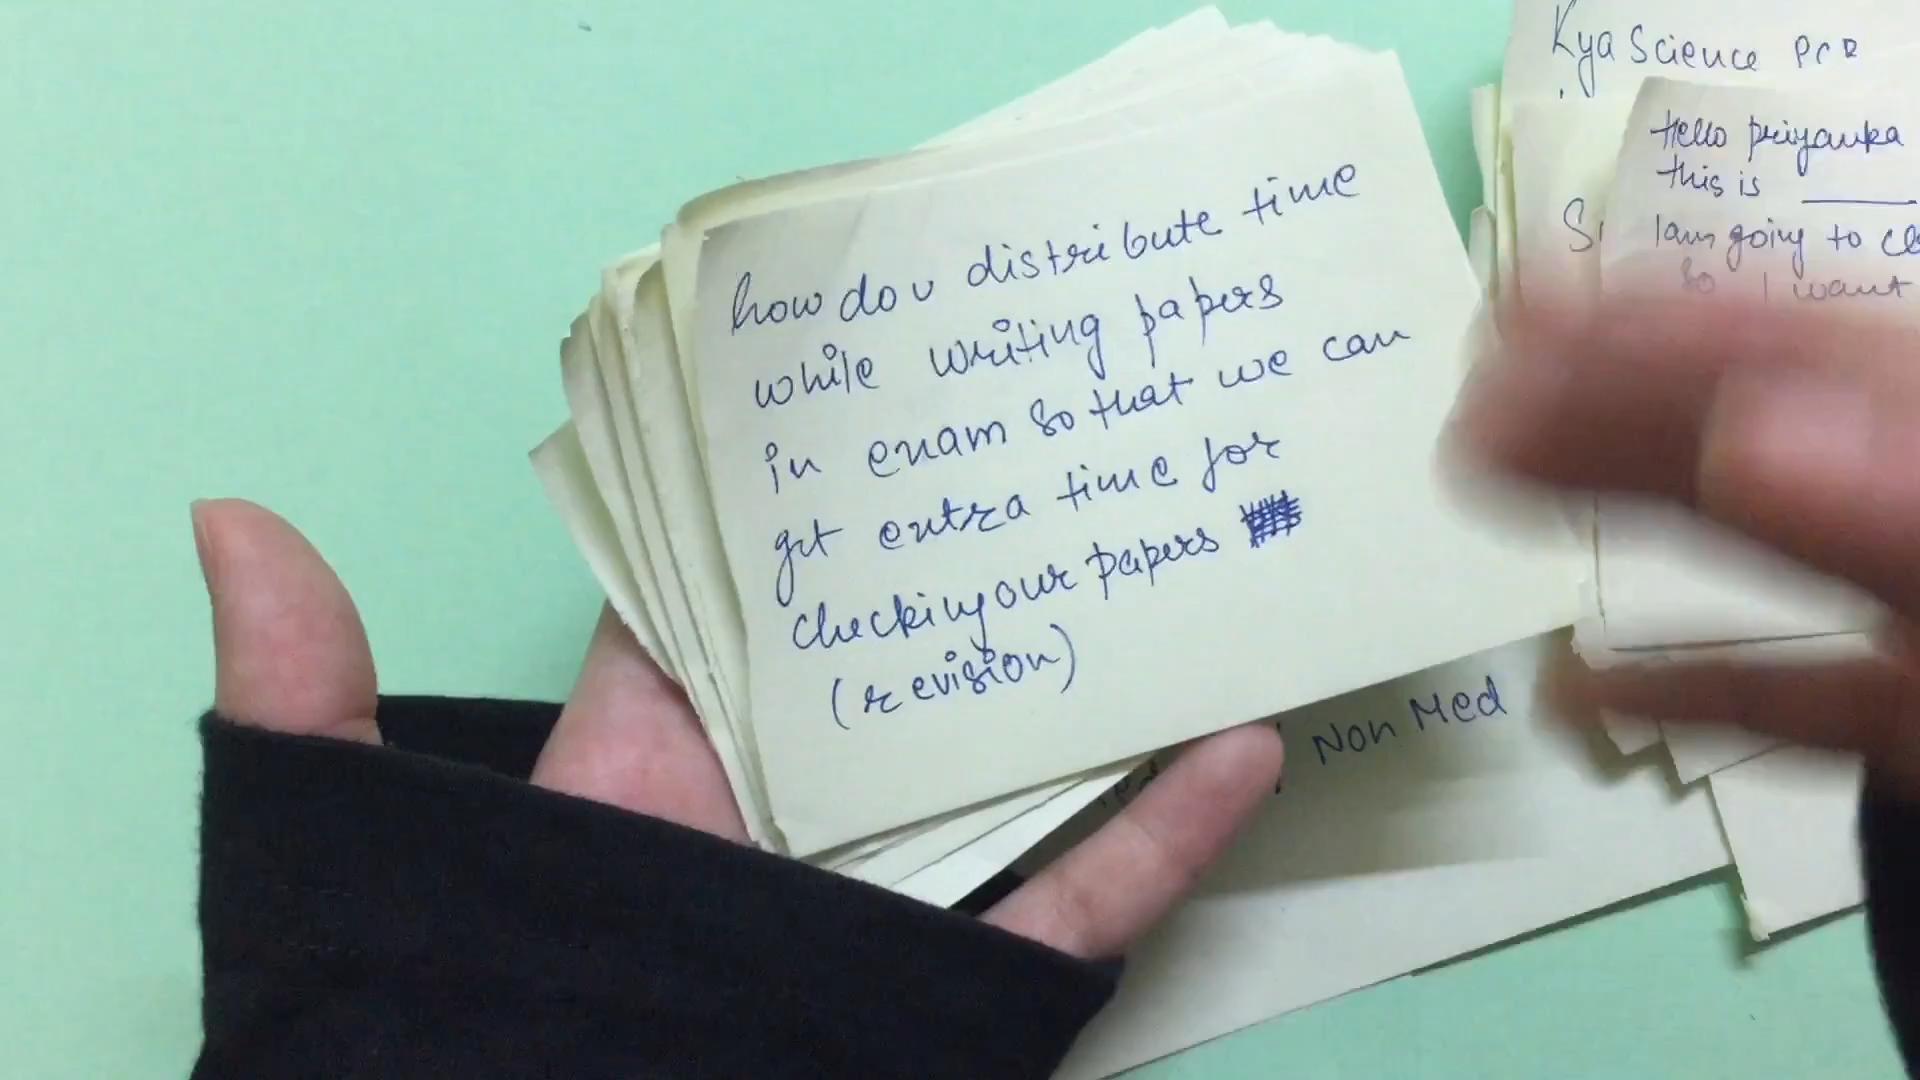 how do u distribute time
while writing papers
in exam so that we can
get extra time for
checking our papers
(revision)
Kya Science PCB
Hello priyanka
this is ______
I am going to
So I want
Non Med